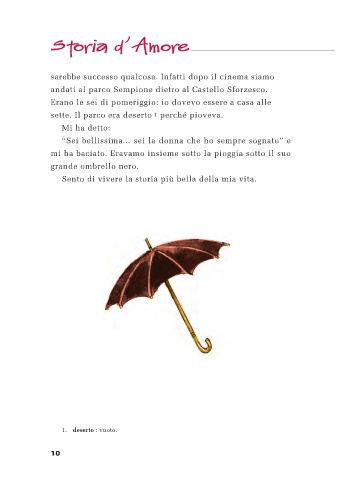 Storia d'Amore
sarebbe successo qualcosa. Infatti dopo il cinema siamo
andati al parco Sempione dietro al Castello Sforzesco.
Erano le sei di pomeriggio: io dovevo essere a casa alle
sette. Il parco era deserto ¹ perché pioveva.
Mi ha detto:
“Sei bellissima... sei la donna che ho sempre sognato” e
mi ha baciato. Eravamo insieme sotto la pioggia sotto il suo
grande ombrello nero.
Sento di vivere la storia più bella della mia vita.
1. deserto : vuoto.
10